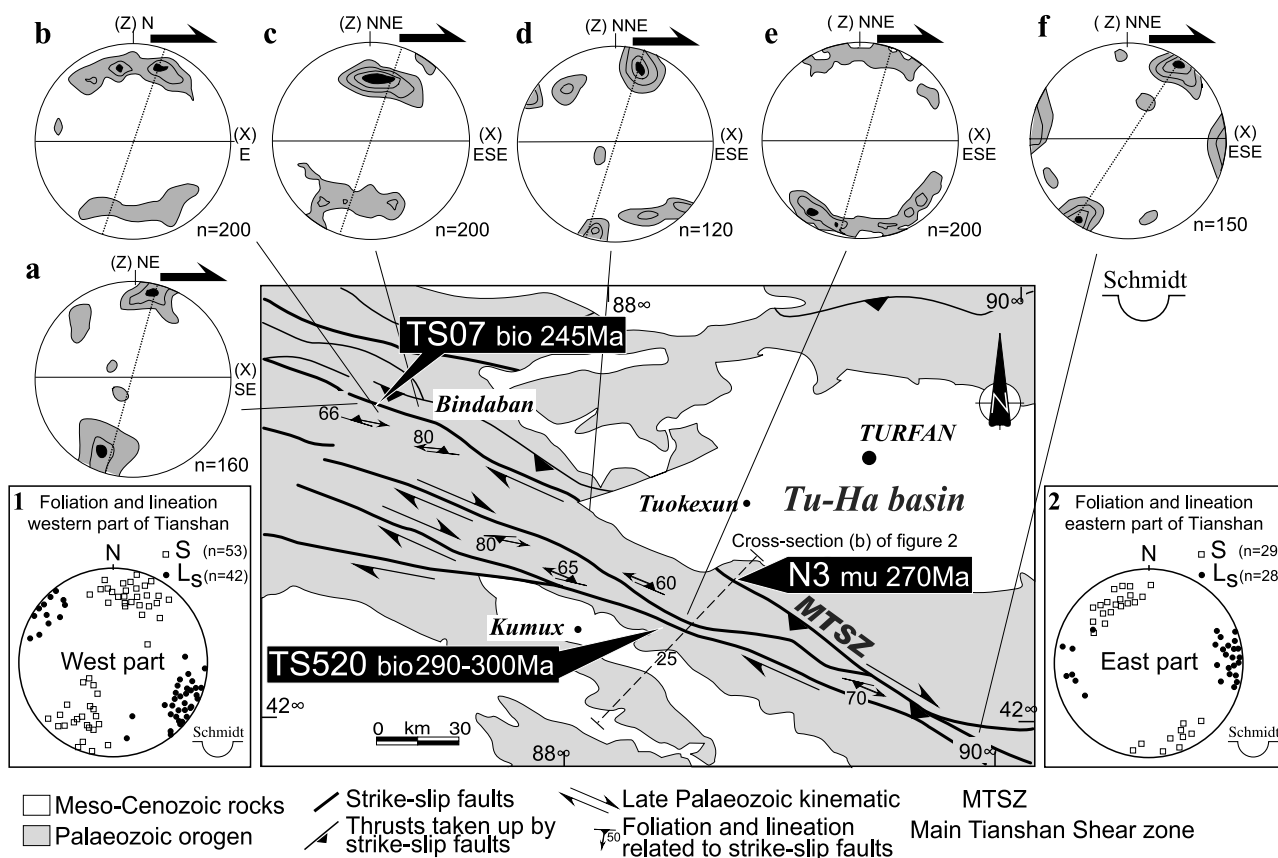 b
(Z) N
(X)
E
n=200
c
(Z) NNE
(X)
ESE
n=200
d
(Z) NNE
(X)
ESE
n=120
e
( Z) NNE
(X)
ESE
n=200
f
( Z) NNE
(X)
ESE
n=150
a
(Z) NE
(X)
SE
n=160
Schmidt
88∞
90∞
TS07 bio 245Ma
Bindaban
66
80
N
TURFAN
Tuokexun
Tu-Ha basin
Cross-section (b) of figure 2
80
65
60
N3 mu 270Ma
MTSZ
Kumux
TS520 bio 290-300Ma
25
70
42∞
0 km 30
42∞
88∞
90∞
1
Foliation and lineation
western part of Tianshan
N
S (n=53)
Ls (n=42)
West part
Schmidt
2
Foliation and lineation
eastern part of Tianshan
N
S (n=29
Ls (n=28
East part
Schmidt
Meso-Cenozoic rocks
Palaeozoic orogen
Strike-slip faults
Thrusts taken up by
strike-slip faults
Late Palaeozoic kinematic
50
Foliation and lineation
related to strike-slip faults
MTSZ
Main Tianshan Shear zone